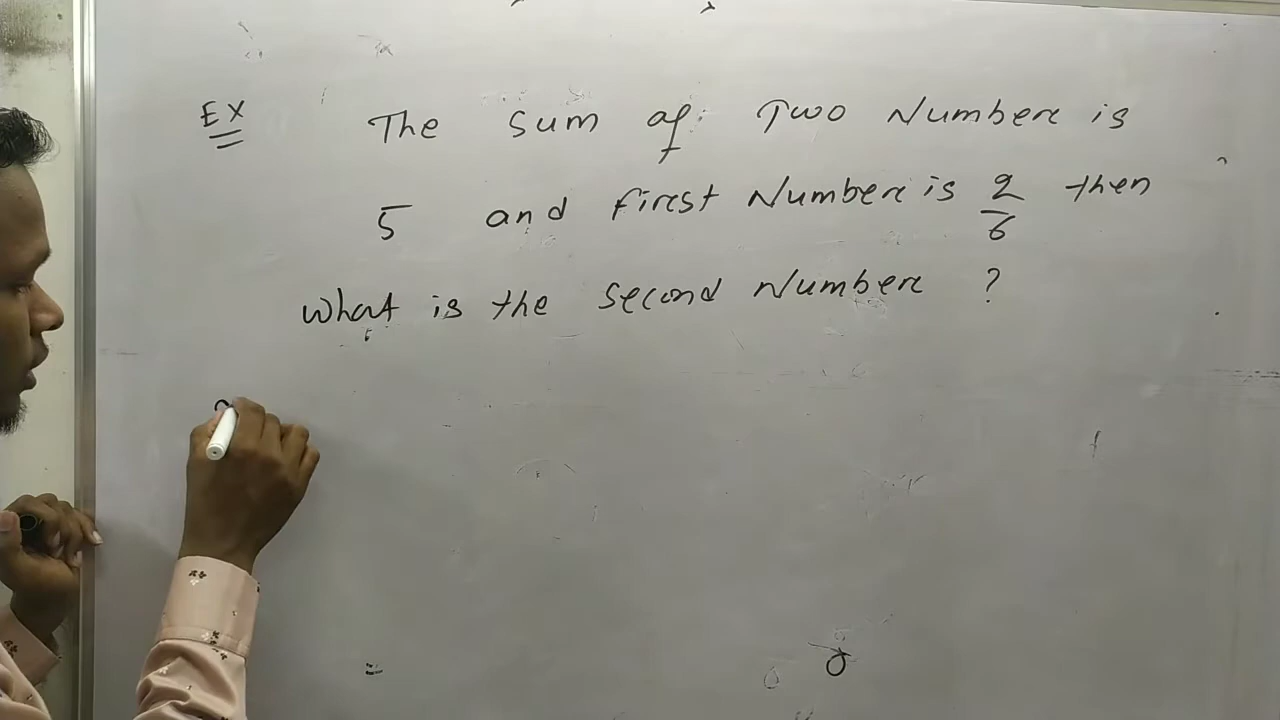 EX The Sum of Two Number is
5 and first Number is 2/6 then
What is the Second Number ?